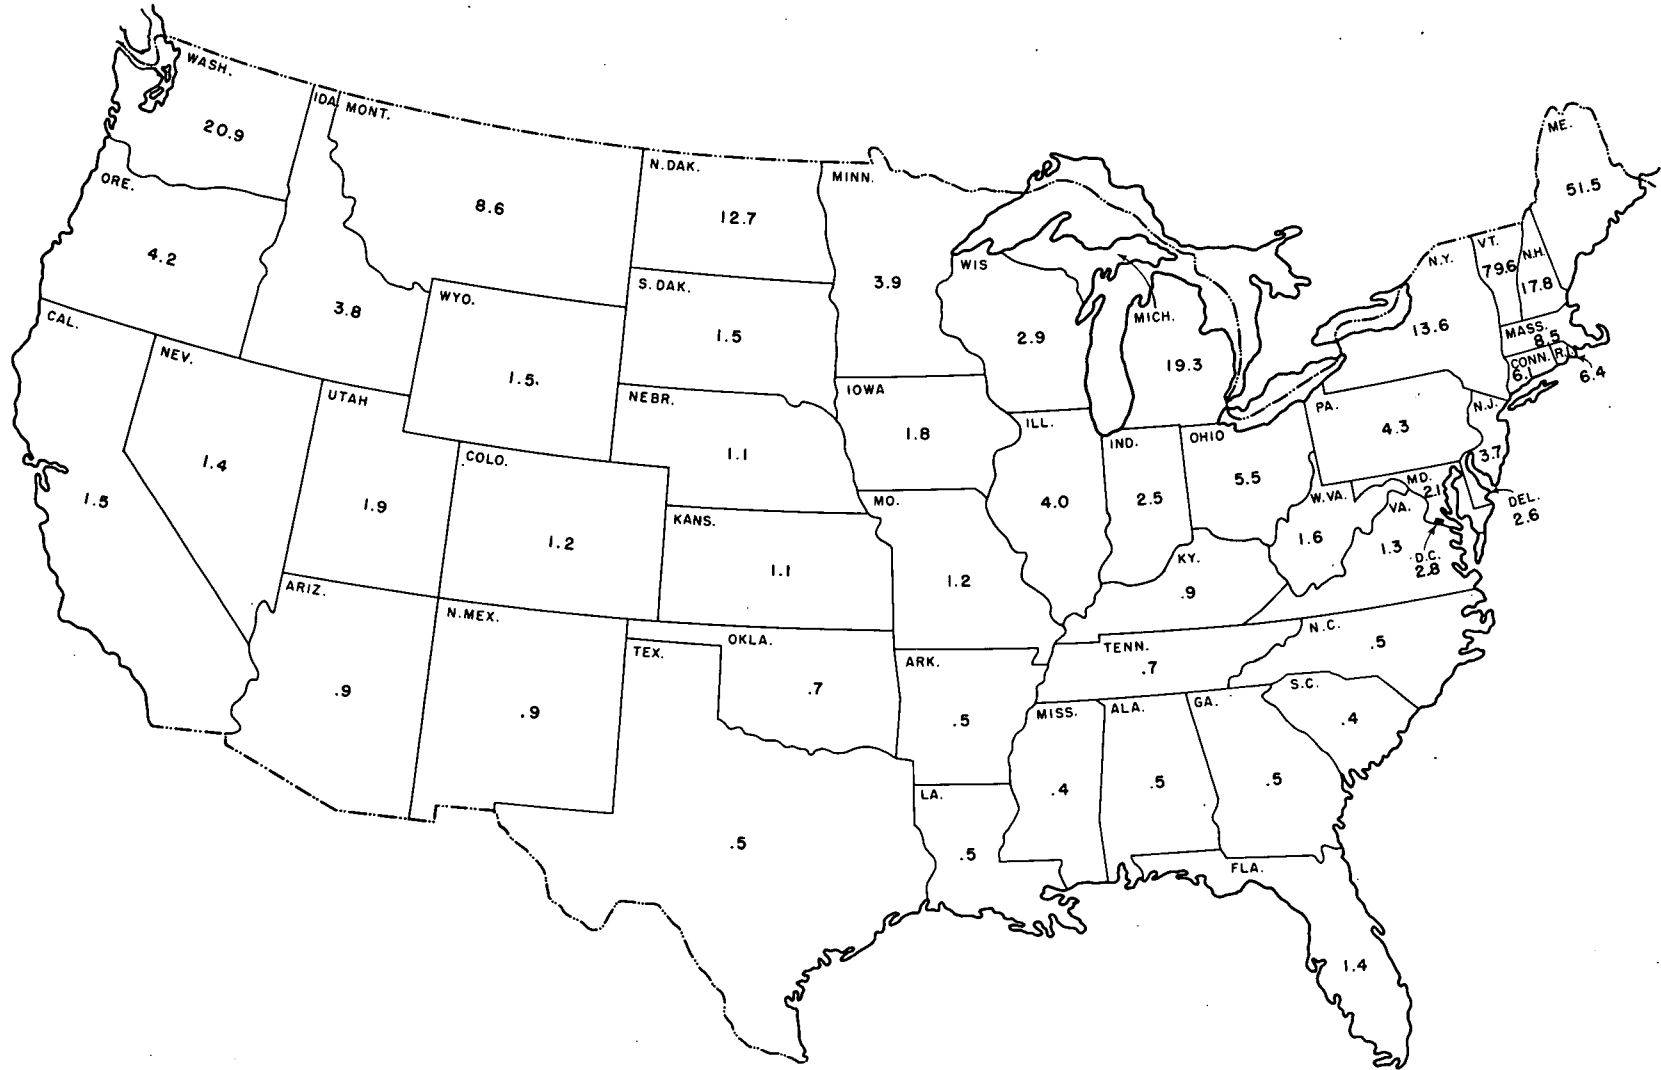 WASH.
20.9
IDA.
3.8
MONT.
8.6
N. DAK.
12.7
MINN.
3.9
ORE.
4.2
WYO.
1.5
S. DAK.
1.5
WIS
2.9
MICH.
19.3
ME.
51.5
VT.
79.6
N.H.
17.8
N.Y.
13.6
MASS.
8.5
CONN.
6.1
R.I.
6.4
CAL.
1.5
NEV.
1.4
UTAH
1.9
COLO.
1.2
NEBR.
1.1
IOWA
1.8
ILL.
4.0
IND.
2.5
OHIO
5.5
PA.
4.3
N.J.
3.7
MD.
2.1
DEL.
2.6
D.C.
2.8
W.VA.
1.6
VA.
1.3
KANS.
1.1
MO.
1.2
KY.
.9
ARIZ.
.9
N.MEX.
.9
OKLA.
.7
TEX.
.5
ARK.
.5
TENN.
.7
N.C.
.5
S.C.
.4
MISS.
.4
ALA.
.5
GA.
.5
LA.
.5
FLA.
1.4